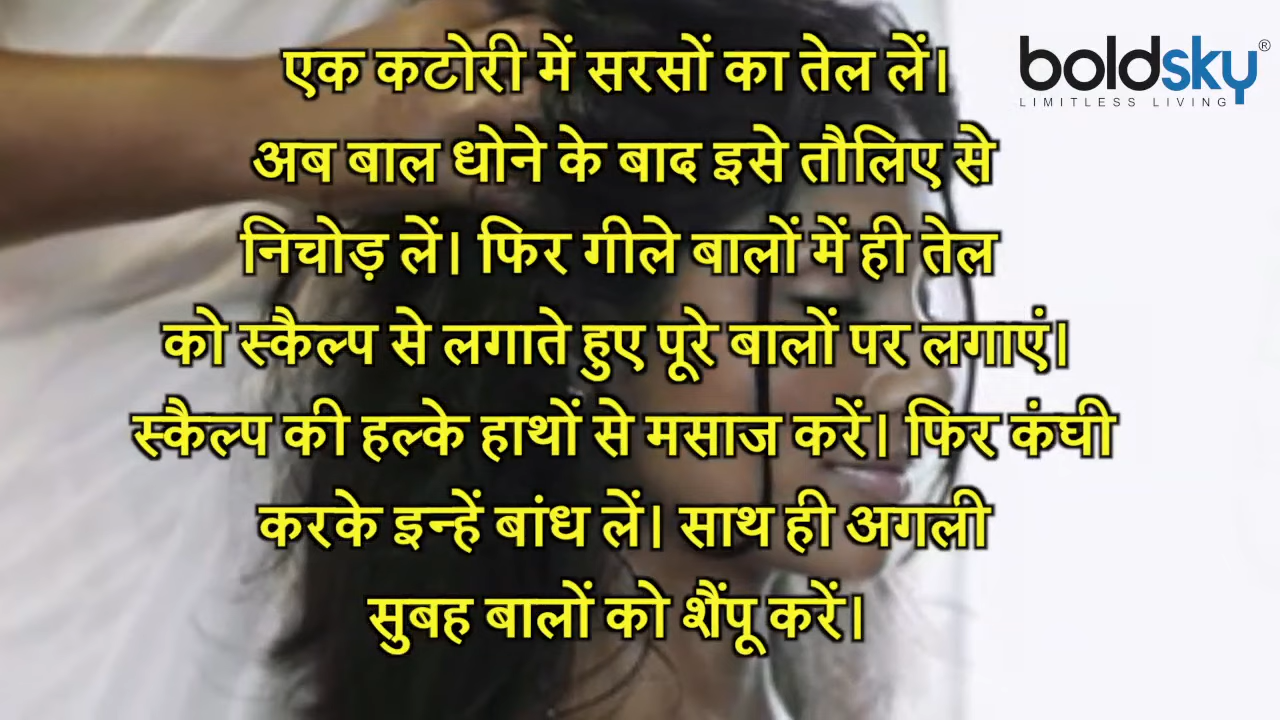 एक कटोरी में सरसों का तेल लें।
अब बाल धोने के बाद इसे तौलिए से
निचोड़ लें। फिर गीले बालों में ही तेल
को स्कैल्प से लगाते हुए पूरे बालों पर लगाएं।
स्कैल्प की हल्के हाथों से मसाज करें। फिर कंघी
करके इन्हें बांध लें। साथ ही अगली
सुबह बालों को शैंपू करें।
boldsky®
LIMITLESS LIVING